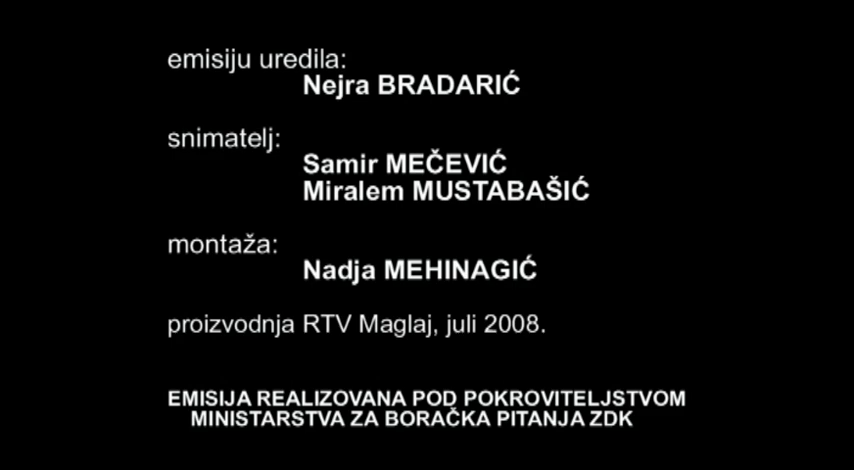 emisiju uredila:
Nejra BRADARIĆ
snimatelj:
Samir MEČEVIĆ
Miralem MUSTABAŠIĆ
montaža:
Nadja MEHINAGIĆ
proizvodnja RTV Maglaj, juli 2008.
EMISIJA REALIZOVANA POD POKROVITELJSTVOM
MINISTARSTVA ZA BORAČKA PITANJA ZDK